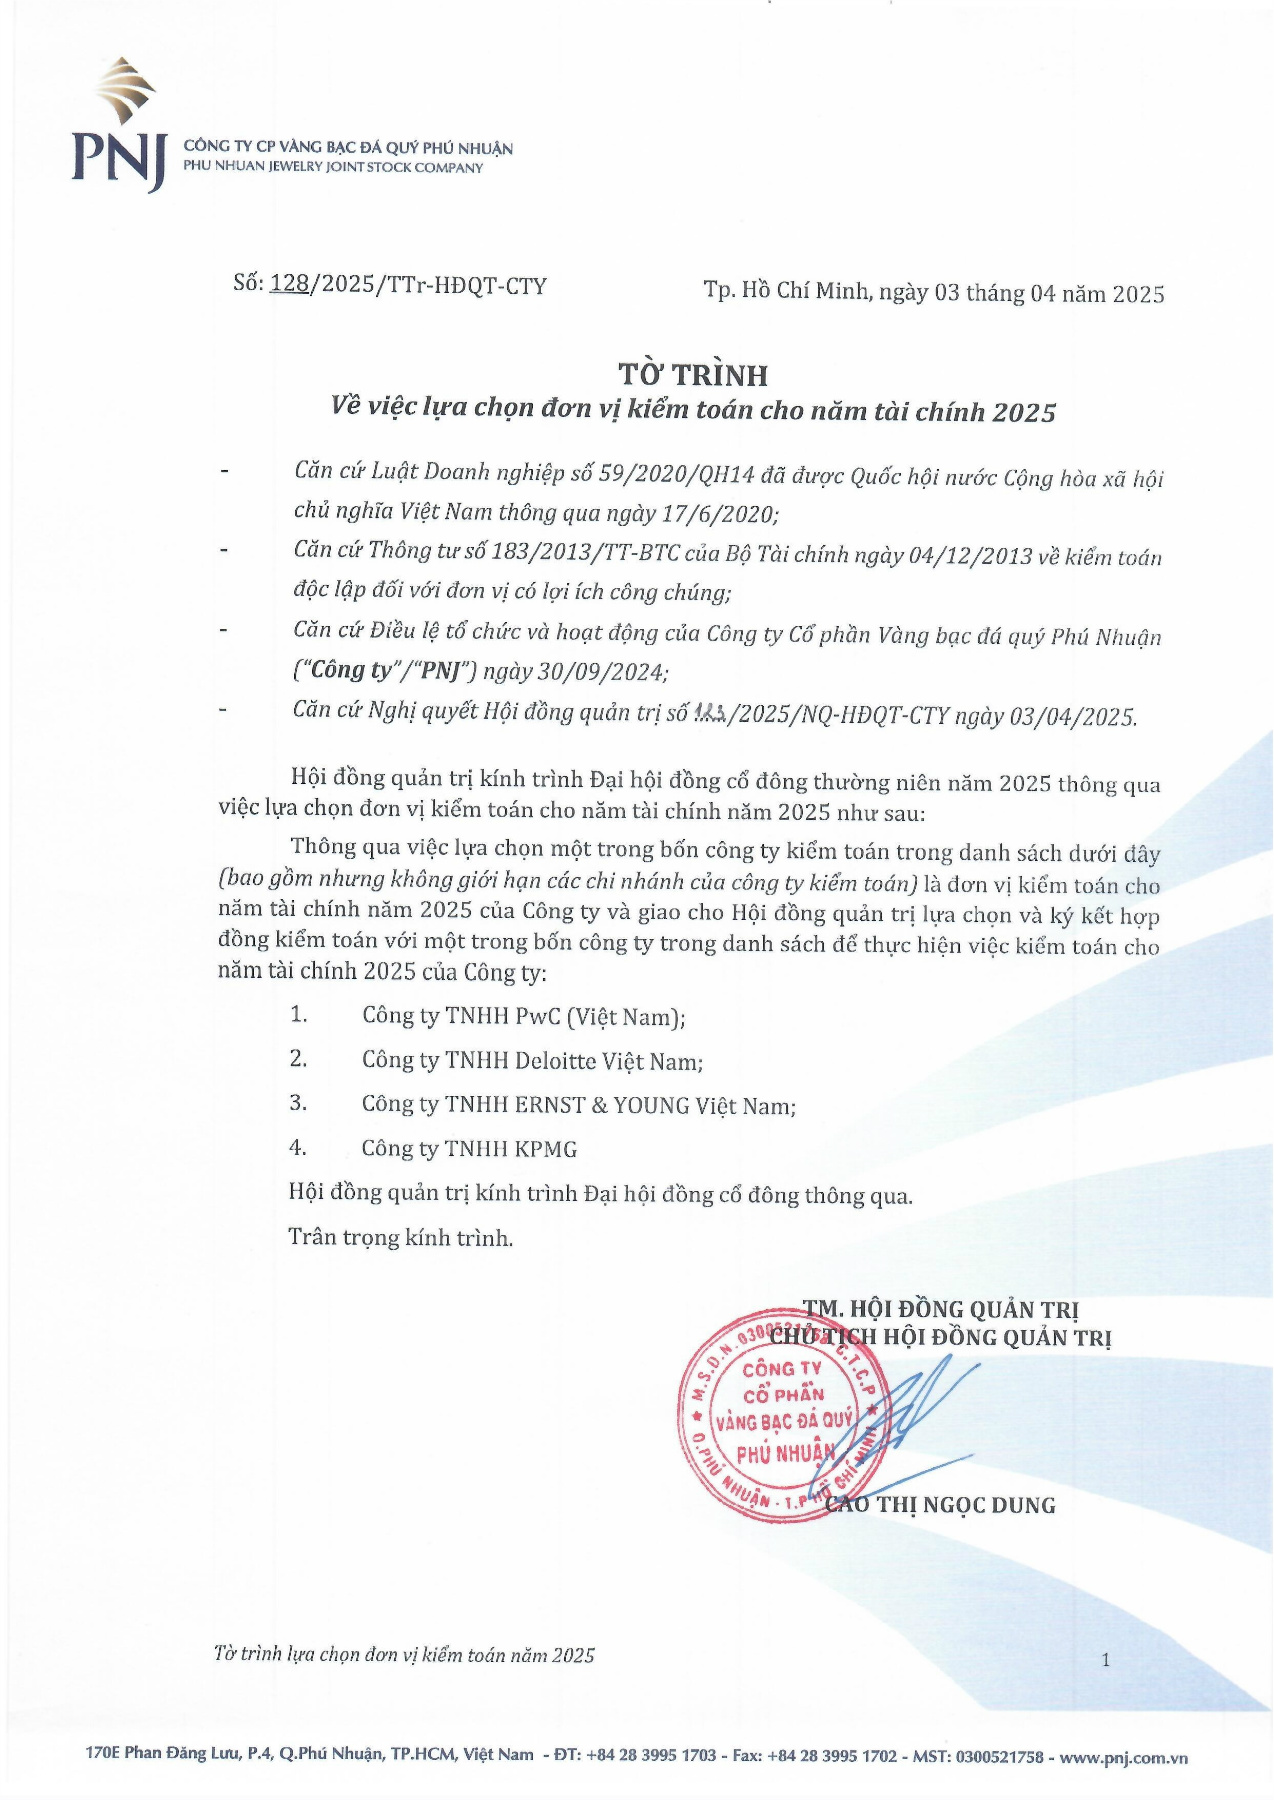 PNJ
CÔNG TY CP VÀNG BẠC ĐÁ QUÝ PHÚ NHUẬN
PHU NHUAN JEWELRY JOINT STOCK COMPANY
Số: 128/2025/TTr-HĐQT-CTY
Tp. Hồ Chí Minh, ngày 03 tháng 04 năm 2025
TỜ TRÌNH
Về việc lựa chọn đơn vị kiểm toán cho năm tài chính 2025
- Căn cứ Luật Doanh nghiệp số 59/2020/QH14 đã được Quốc hội nước Cộng hòa xã hội
chủ nghĩa Việt Nam thông qua ngày 17/6/2020;
- Căn cứ Thông tư số 183/2013/TT-BTC của Bộ Tài chính ngày 04/12/2013 về kiểm toán
độc lập đối với đơn vị có lợi ích công chúng;
- Căn cứ Điều lệ tổ chức và hoạt động của Công ty Cổ phần Vàng bạc đá quý Phú Nhuận
("Công ty"/"PNJ") ngày 30/09/2024;
- Căn cứ Nghị quyết Hội đồng quản trị số /2025/NQ-HĐQT-CTY ngày 03/04/2025.
Hội đồng quản trị kính trình Đại hội đồng cổ đông thường niên năm 2025 thông qua
việc lựa chọn đơn vị kiểm toán cho năm tài chính năm 2025 như sau:
Thông qua việc lựa chọn một trong bốn công ty kiểm toán trong danh sách dưới đây
(bao gồm nhưng không giới hạn các chi nhánh của công ty kiểm toán) là đơn vị kiểm toán cho
năm tài chính năm 2025 của Công ty và giao cho Hội đồng quản trị lựa chọn và ký kết hợp
đồng kiểm toán với một trong bốn công ty trong danh sách để thực hiện việc kiểm toán cho
năm tài chính 2025 của Công ty:
1. Công ty TNHH PwC (Việt Nam);
2. Công ty TNHH Deloitte Việt Nam;
3. Công ty TNHH ERNST & YOUNG Việt Nam;
4. Công ty TNHH KPMG
Hội đồng quản trị kính trình Đại hội đồng cổ đông thông qua.
Trân trọng kính trình.
TM. HỘI ĐỒNG QUẢN TRỊ
CHỦ TỊCH HỘI ĐỒNG QUẢN TRỊ
M.S.D.N. 0300521758 C.T.C.P
CÔNG TY
CỔ PHẦN
VÀNG BẠC ĐÁ QUÝ
PHÚ NHUẬN
Q.PHÚ NHUẬN - T.P HỒ CHÍ MINH
CAO THỊ NGỌC DUNG
Tờ trình lựa chọn đơn vị kiểm toán năm 2025
1
170E Phan Đăng Lưu, P.4, Q.Phú Nhuận, TP.HCM, Việt Nam - ĐT: +84 28 3995 1703 - Fax: +84 28 3995 1702 - MST: 0300521758 - www.pnj.com.vn